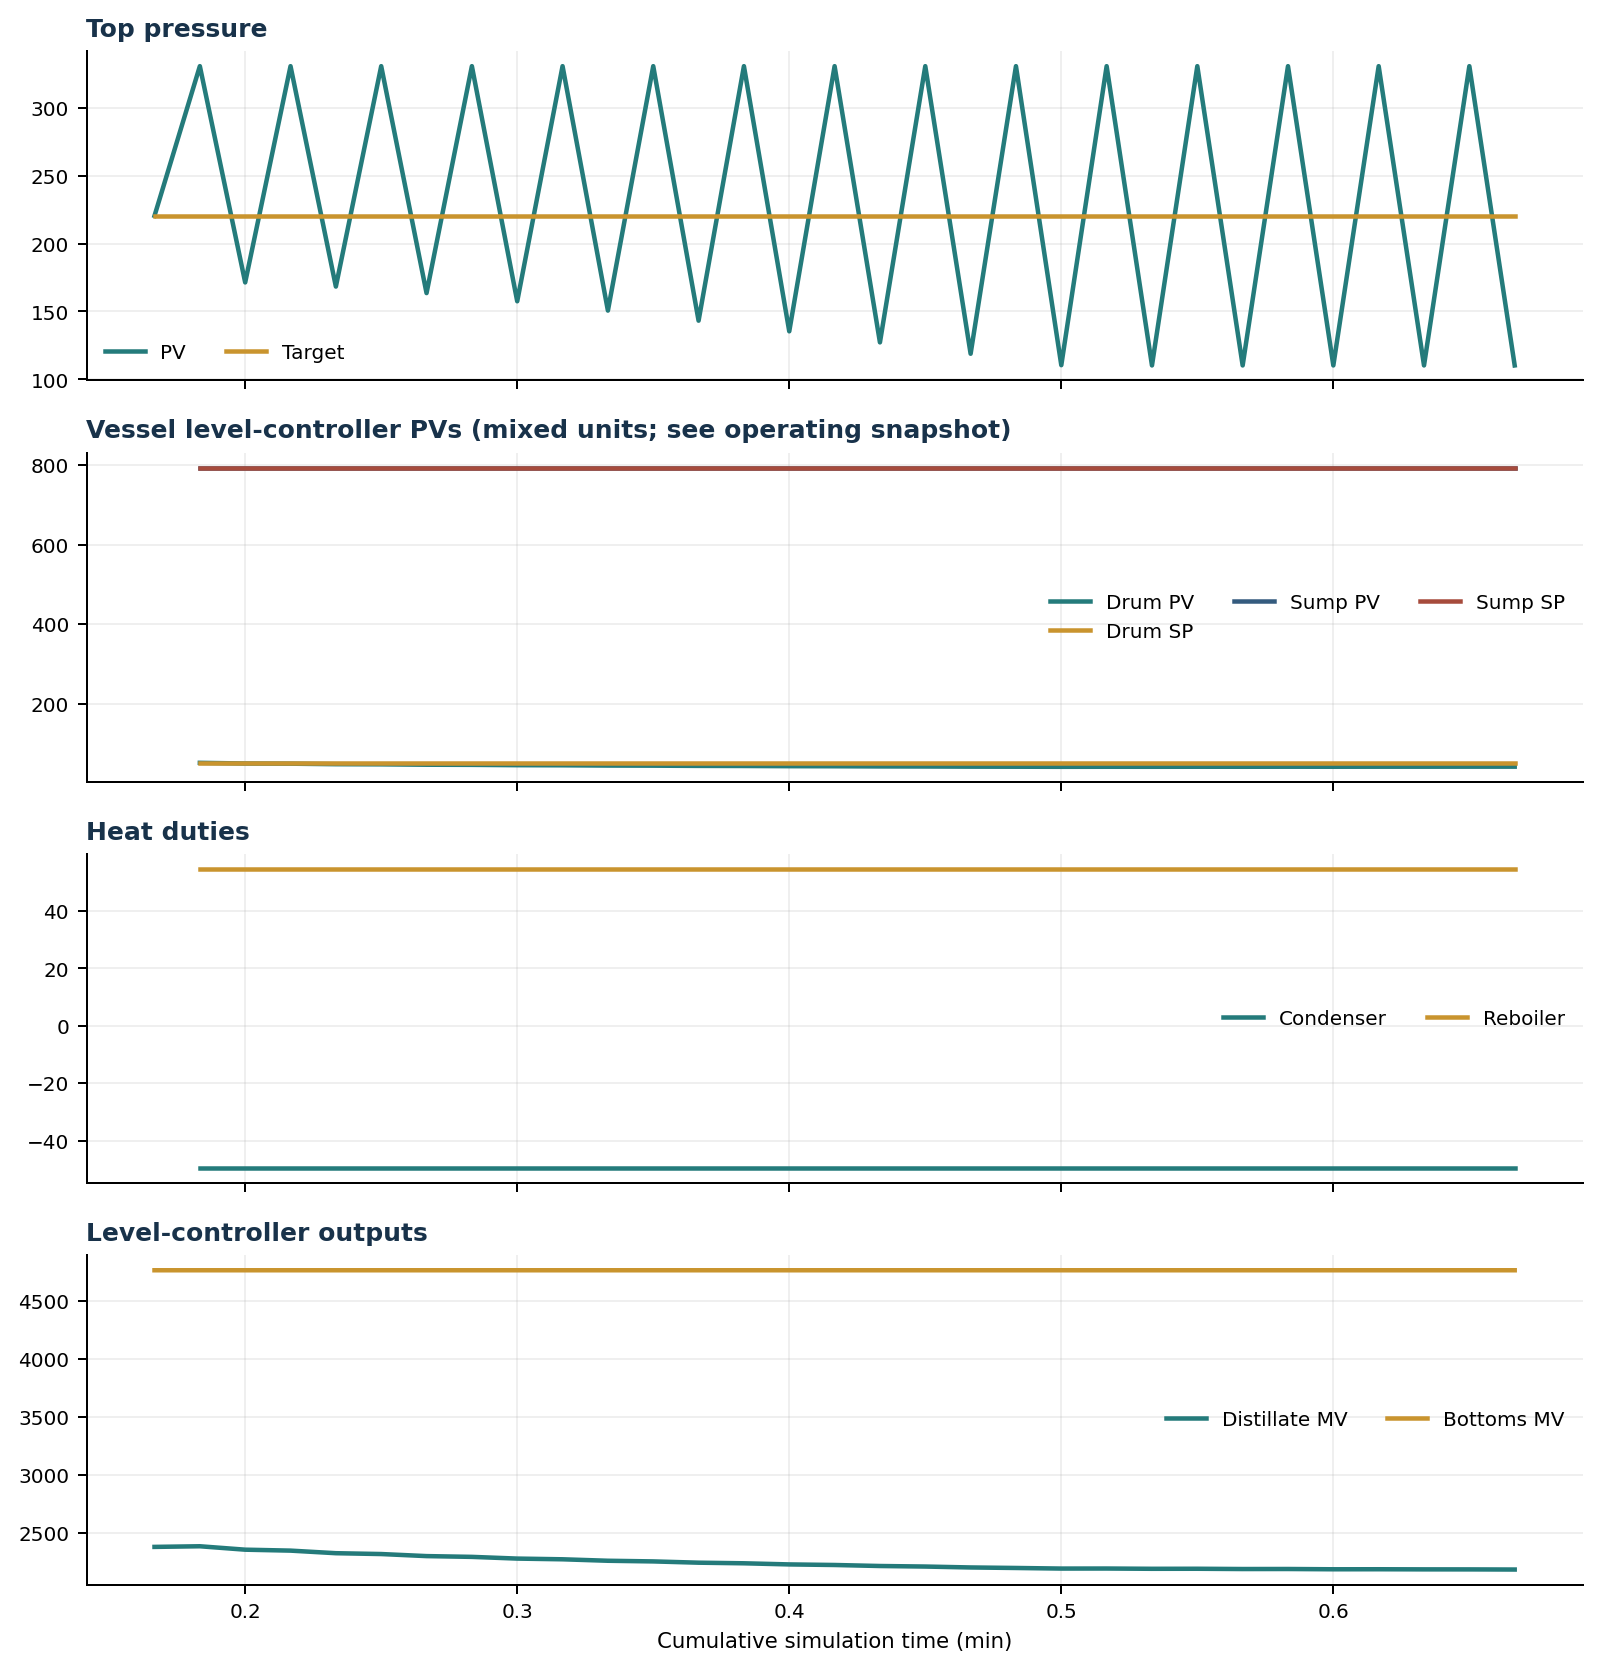 Top pressure
300
250
200
150
100
PV Target
Vessel level-controller PVs (mixed units; see operating snapshot)
800
600
400
200
Drum PV Sump PV Sump SP
Drum SP
Heat duties
40
20
0
−20
−40
Condenser Reboiler
Level-controller outputs
4500
4000
3500
3000
2500
Distillate MV Bottoms MV
0.2 0.3 0.4 0.5 0.6
Cumulative simulation time (min)